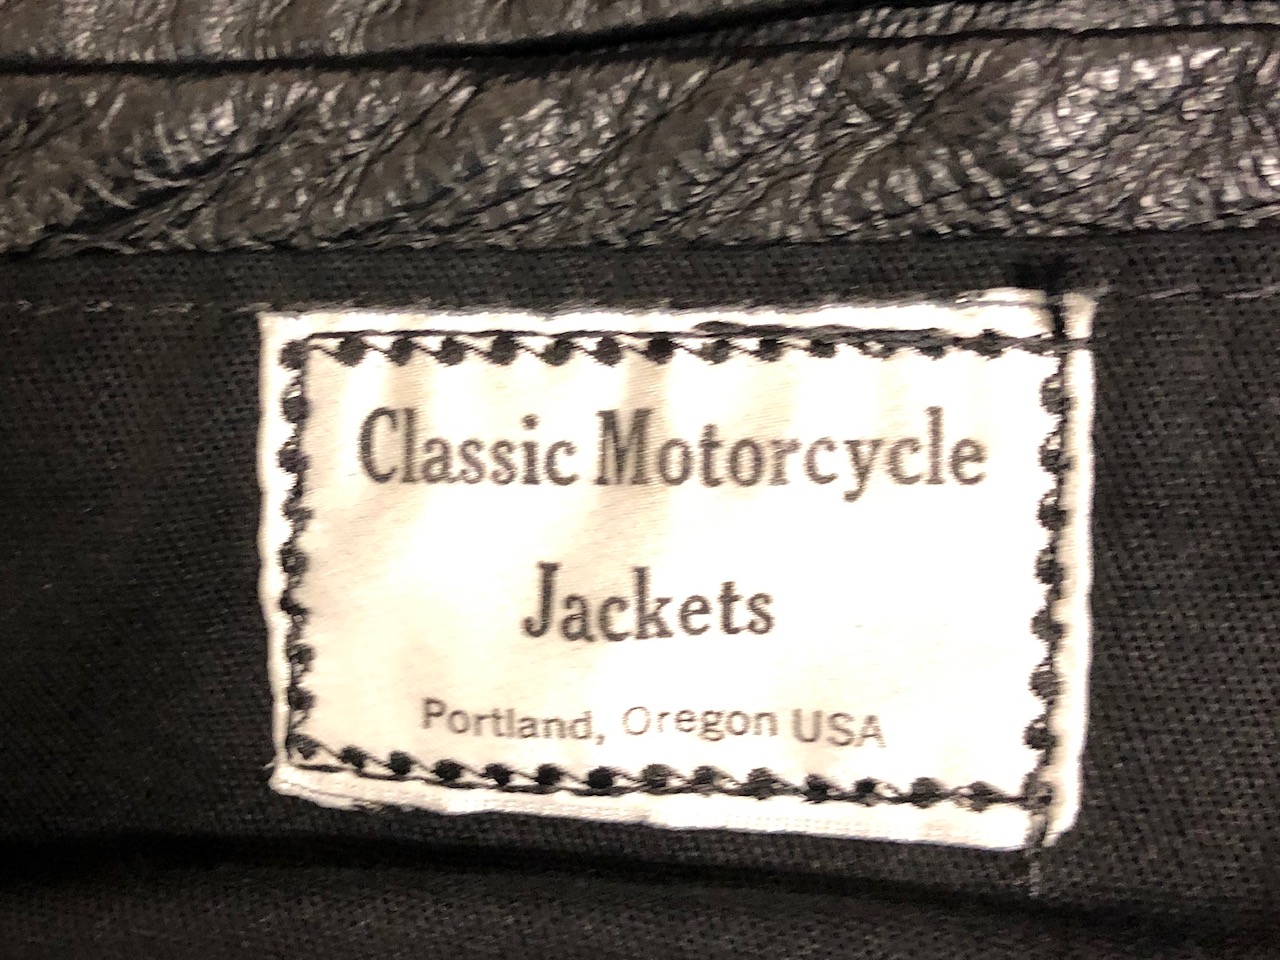 Classic Motorcycle
Jackets
Portland, Oregon USA